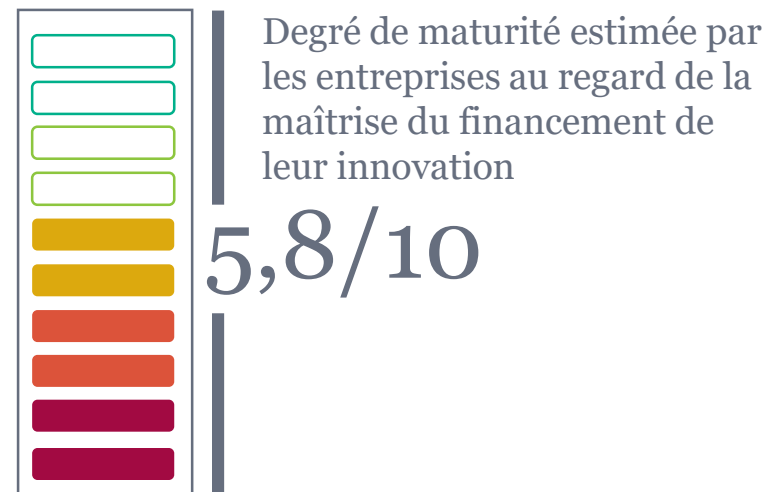 Degré de maturité estimée par
les entreprises au regard de la
maîtrise du financement de
leur innovation
5,8/10